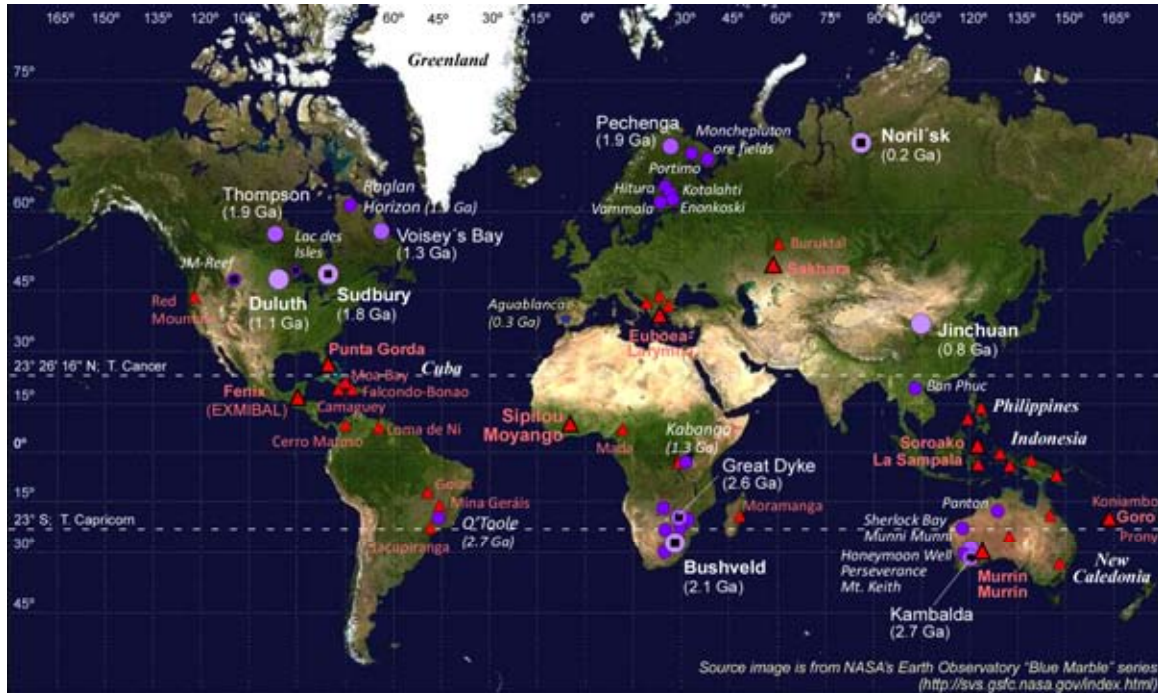 165° 150° 135° 120° 105° 90° 75° 60° 45° 30° 15° 0° 15° 30° 45° 60° 75° 90° 105° 120° 135° 150° 165°
Greenland
75°
Pechenga
(1.9 Ga)
Monchepluton
ore fields
Noril´sk
(0.2 Ga)
Portimo
Raglan
Horizon
Hitura
Kotalahti
Thompson
(1.9 Ga)
60°
Vammala
Enonkoski
Lac des
Isles
Voisey´s Bay
(1.3 Ga)
Buruktal
JM-Reef
Sakhara
45°
Red
Duluth
(1.1 Ga)
Sudbury
(1.8 Ga)
Aguablanca
(0.3 Ga)
Euboea-
Jinchuan
(0.8 Ga)
30°
Punta Gorda
23° 26' 16" N; T. Cancer
Cuba
Moa-Bay
Ban Phuc
Fenix
(EXMIBAL)
Falcondo-Bonao
15°
Camaguey
Philippines
Sipilou
Moyango
Kabanga
(1.3 Ga)
Indonesia
Cerro Matoso
Loma de Ni
Mada
Soroako
La Sampala
0°
Great Dyke
(2.6 Ga)
Goiás
Mina Geráis
Moramanga
Panton
Koniambo
15°
Goro
Prony
23° S; T. Capricorn
O'Toole
(2.7 Ga)
Sherlock Bay
Munni Munni
Jacupiranga
30°
Bushveld
(2.1 Ga)
Honeymoon Well
Perseverance
Mt. Keith
New
Caledonia
Murrin
Murrin
Kambalda
(2.7 Ga)
45°
Source image is from NASA's Earth Observatory "Blue Marble" series
(http://svs.gsfc.nasa.gov/index.html)